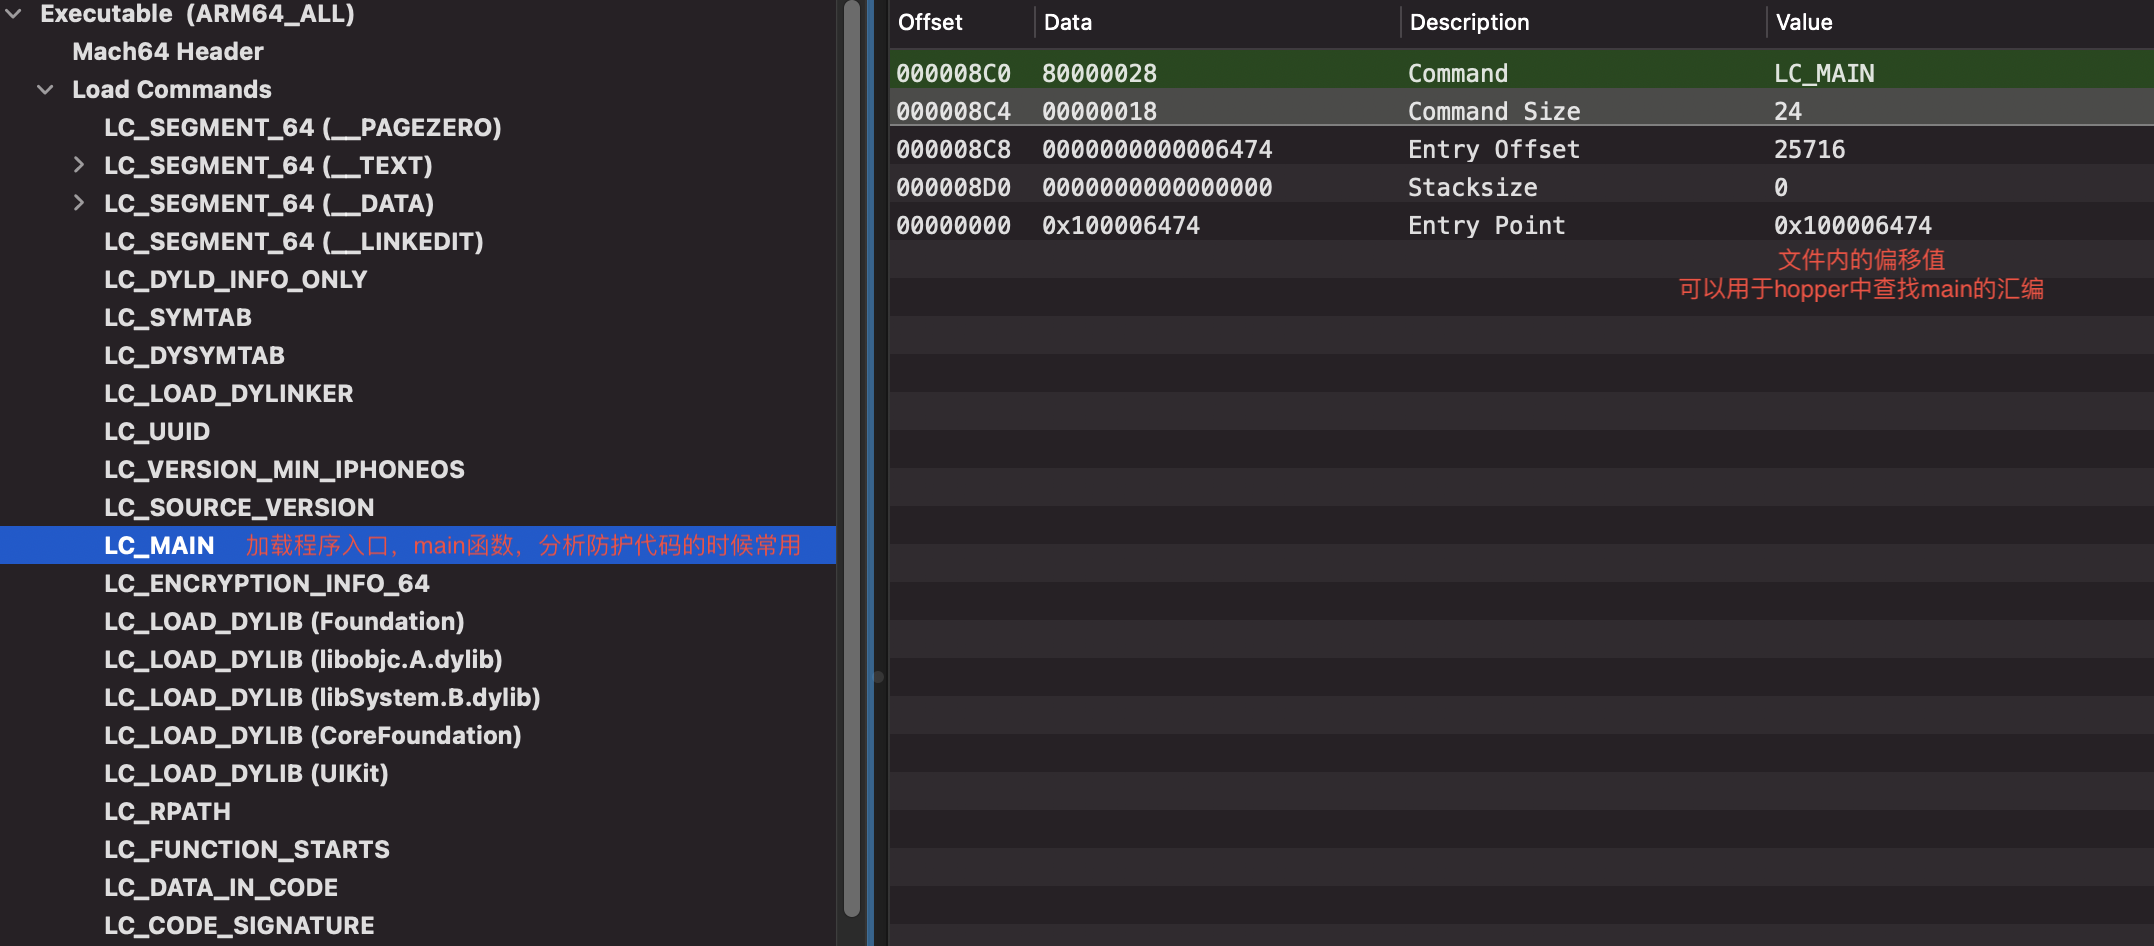 Executable (ARM64_ALL)
Mach64 Header
Load Commands
LC_SEGMENT_64 (__PAGEZERO)
LC_SEGMENT_64 (__TEXT)
LC_SEGMENT_64 (__DATA)
LC_SEGMENT_64 (__LINKEDIT)
LC_DYLD_INFO_ONLY
LC_SYMTAB
LC_DYSYMTAB
LC_LOAD_DYLINKER
LC_UUID
LC_VERSION_MIN_IPHONEOS
LC_SOURCE_VERSION
LC_MAIN 加载程序入口，main函数，分析防护代码的时候常用
LC_ENCRYPTION_INFO_64
LC_LOAD_DYLIB (Foundation)
LC_LOAD_DYLIB (libobjc.A.dylib)
LC_LOAD_DYLIB (libSystem.B.dylib)
LC_LOAD_DYLIB (CoreFoundation)
LC_LOAD_DYLIB (UIKit)
LC_RPATH
LC_FUNCTION_STARTS
LC_DATA_IN_CODE
LC_CODE_SIGNATURE
Offset Data Description Value
000008C0 80000028 Command LC_MAIN
000008C4 00000018 Command Size 24
000008C8 0000000000006474 Entry Offset 25716
000008D0 0000000000000000 Stacksize 0
00000000 0x100006474 Entry Point 0x100006474
文件内的偏移值
可以用于hopper中查找main的汇编